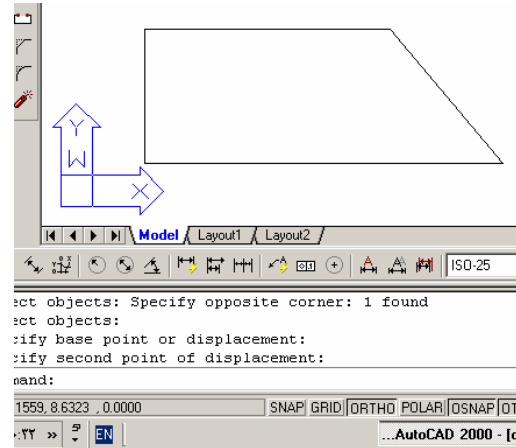 Y
W
X
Model Layout1 Layout2
ISO-25
ect objects: Specify opposite corner: 1 found
ect objects:
cify base point or displacement:
cify second point of displacement:
mand:
1559, 8.6323 , 0.0000 SNAP GRID ORTHO POLAR OSNAP OT
:٢٢ » EN ...AutoCAD 2000 - [d